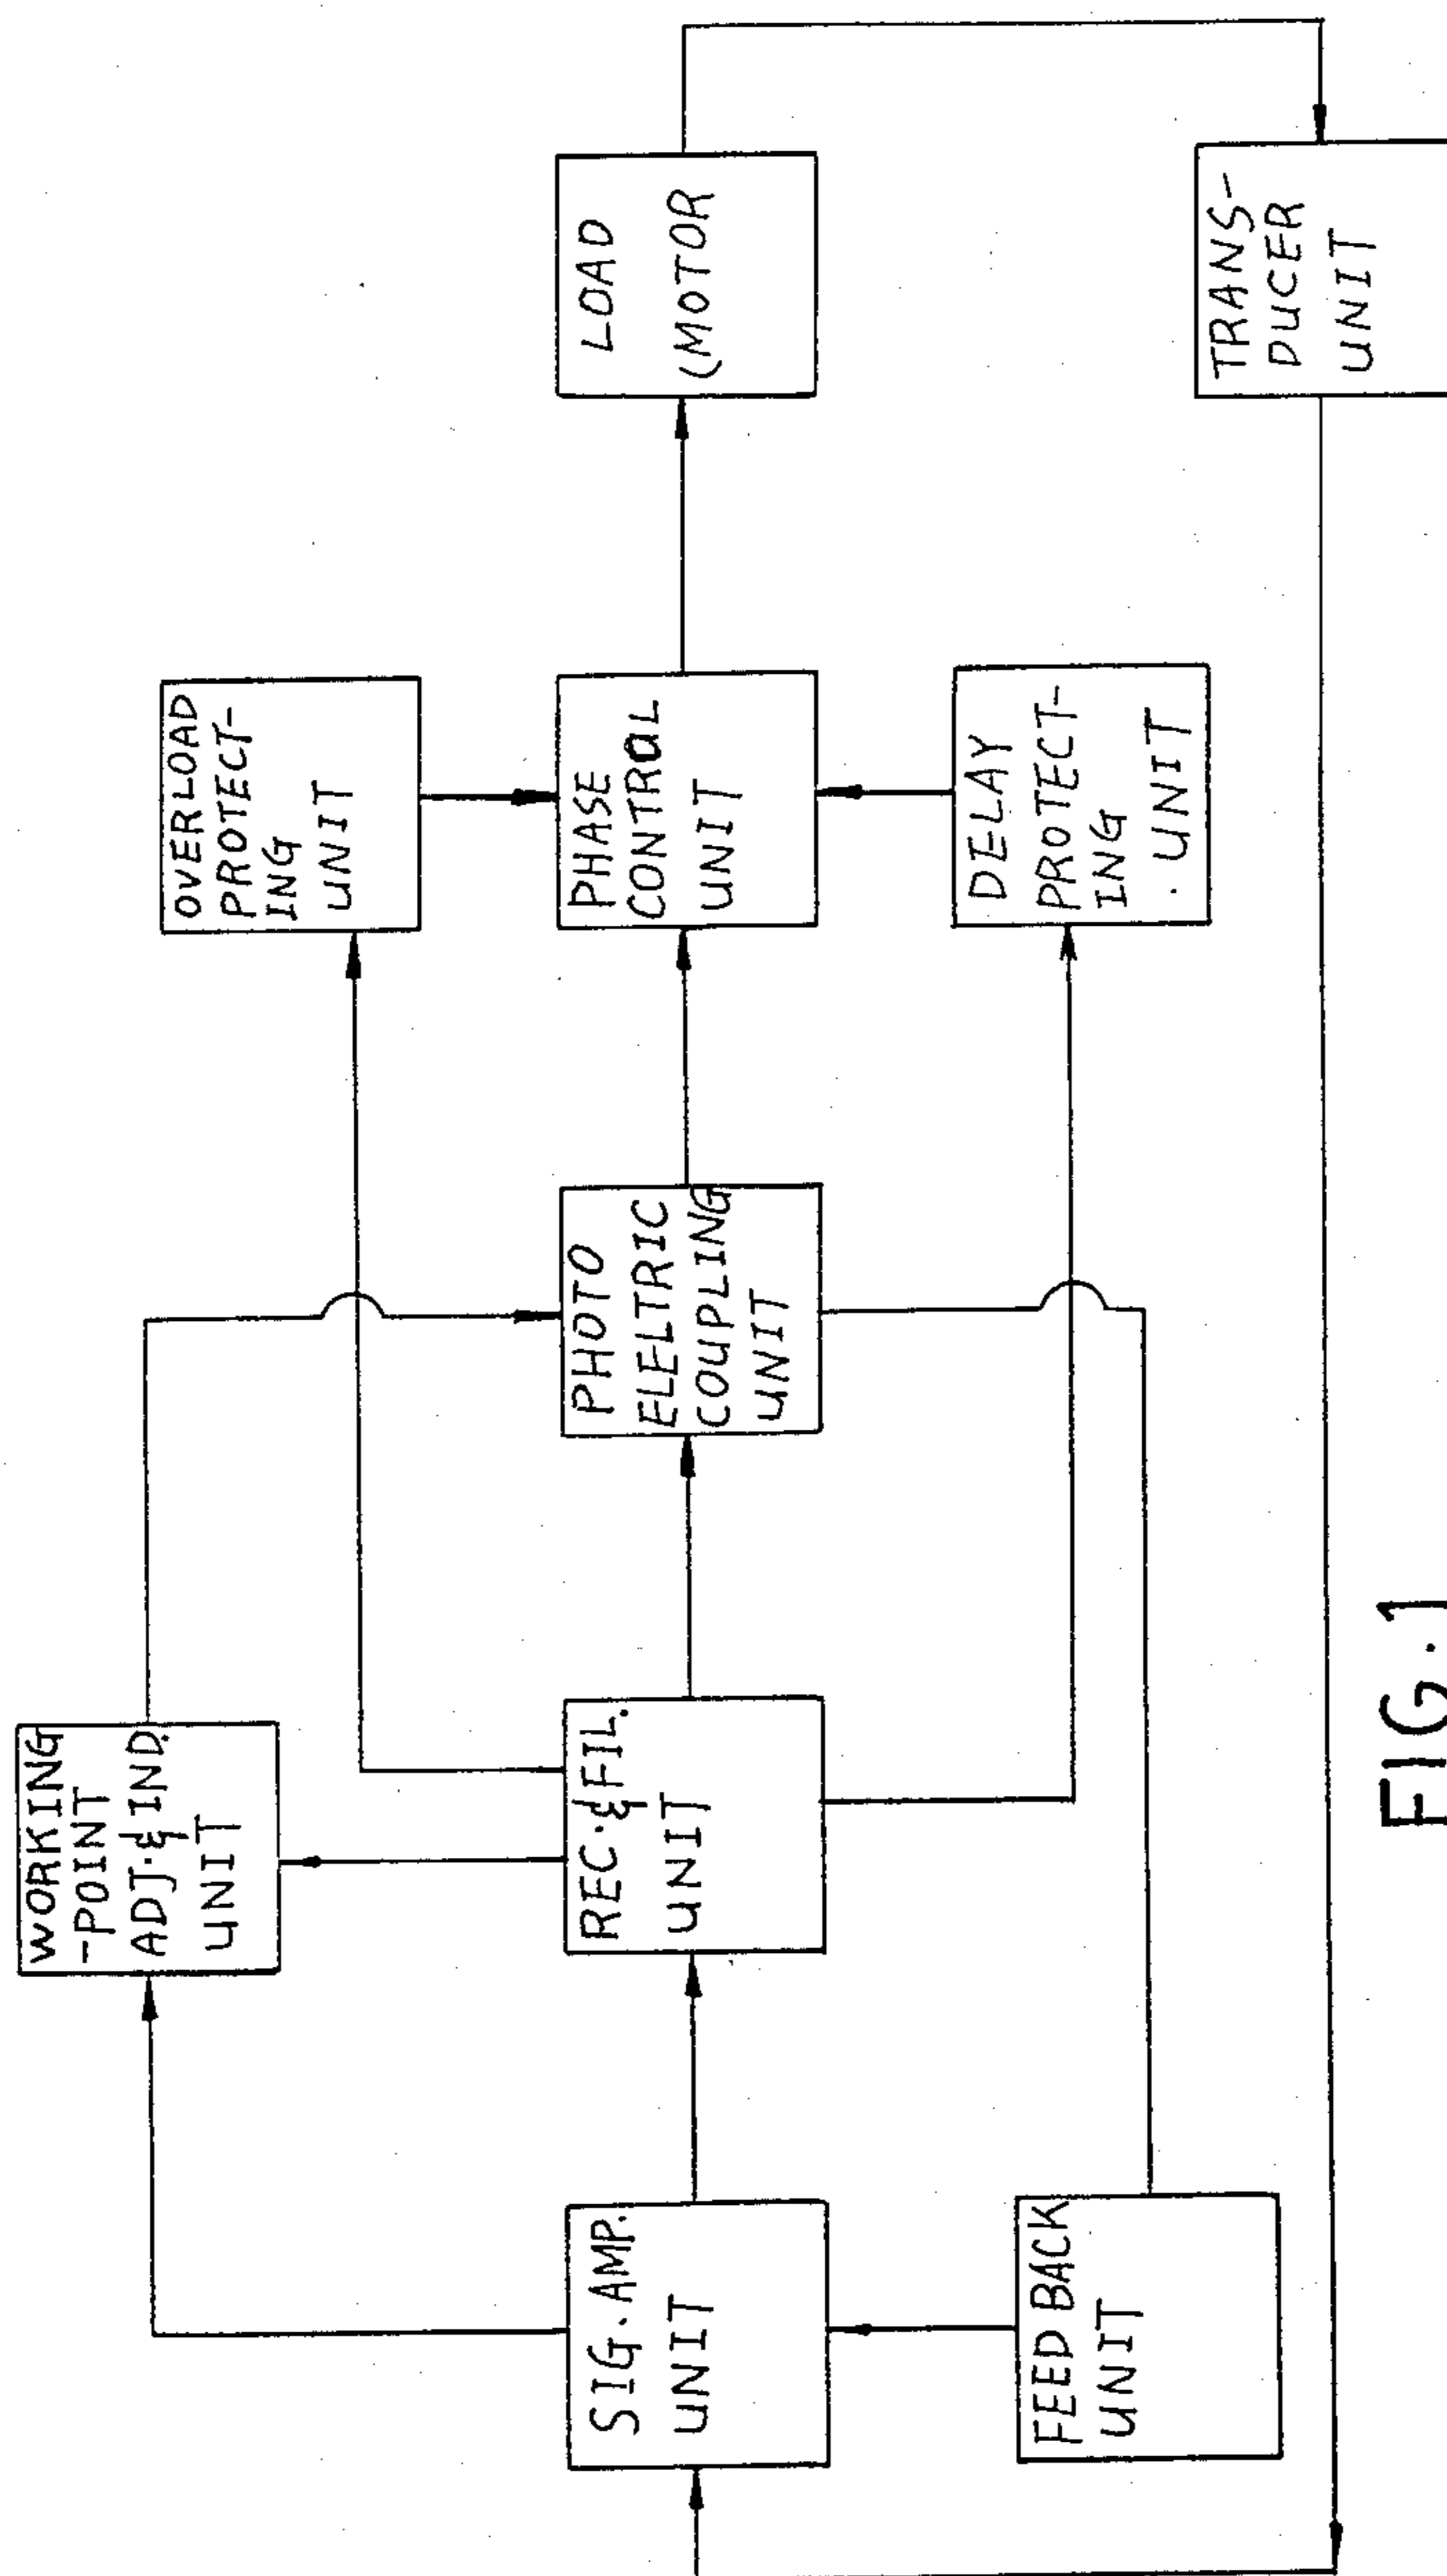 WORKING
-POINT
ADJ.&IND.
UNIT
OVERLOAD
PROTECT-
ING
UNIT
SIG.AMP.
UNIT
REC.&FIL.
UNIT
PHOTO
ELELTRIC
COUPLING
UNIT
PHASE
CONTROL
UNIT
LOAD
(MOTOR
FEED BACK
UNIT
DELAY
PROTECT-
ING
UNIT
TRANS-
DUCER
UNIT
FIG.1